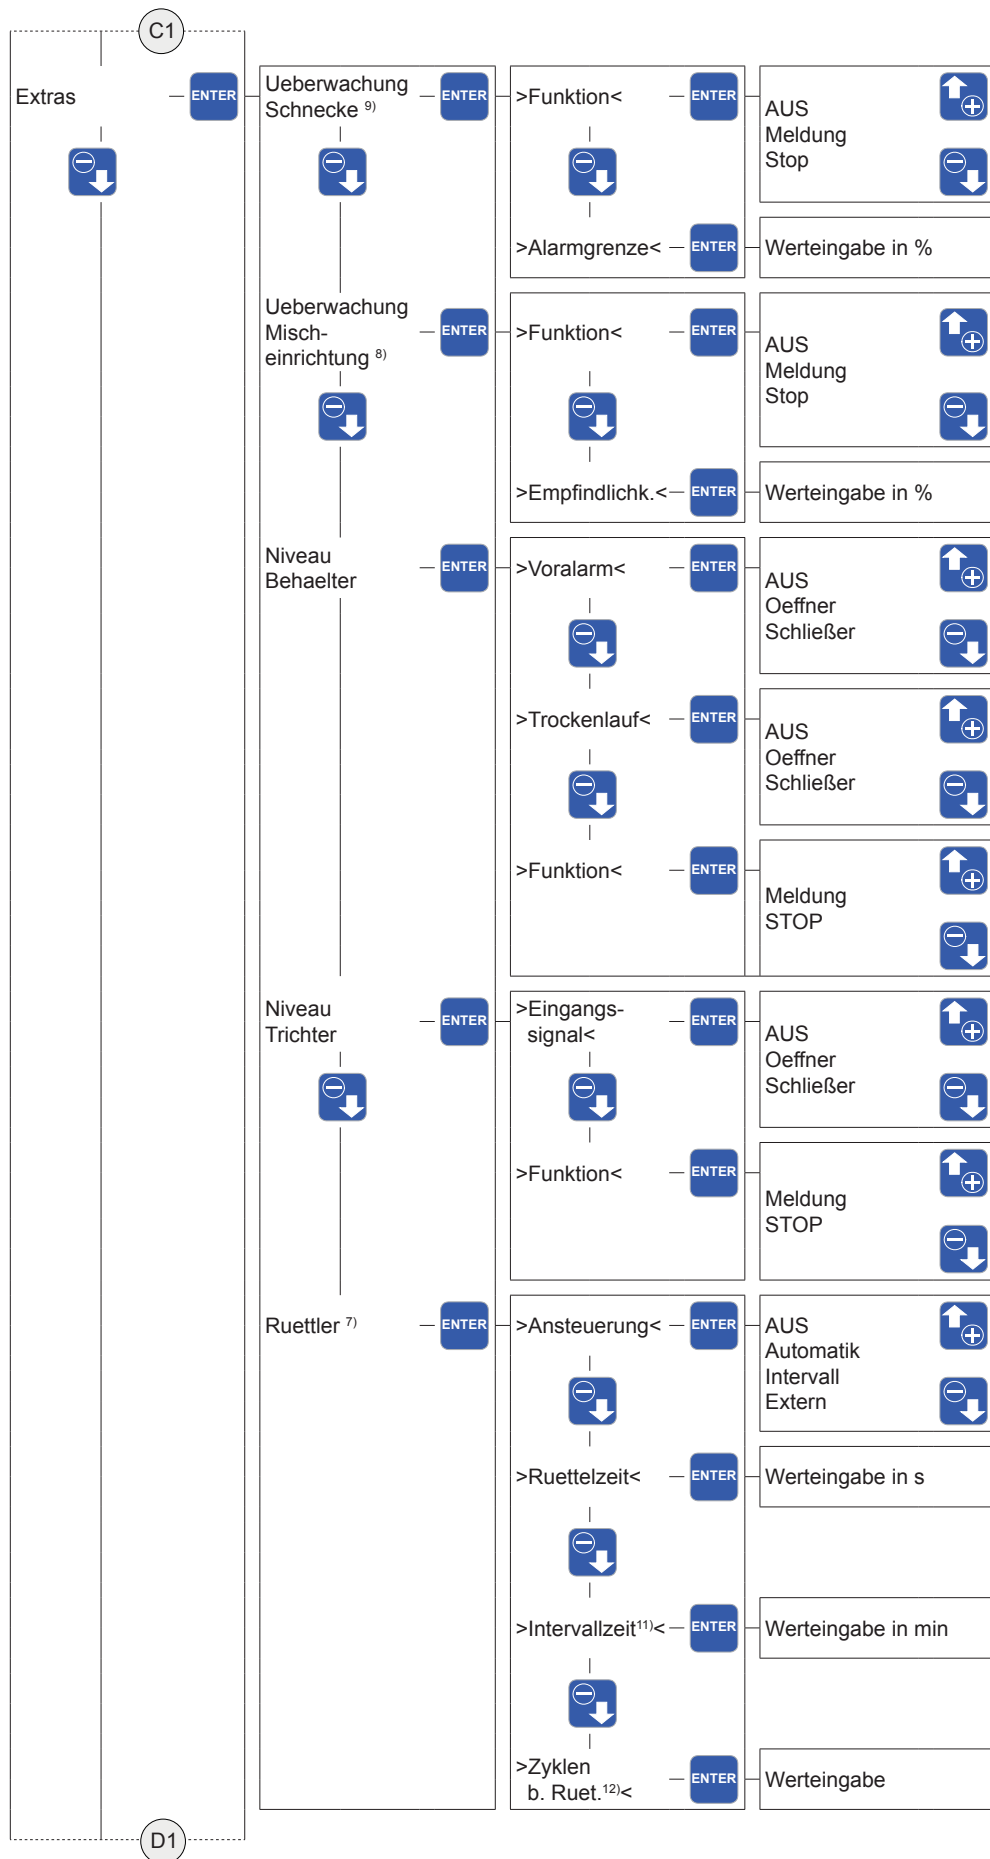 C1
Extras
ENTER
Ueberwachung
Schnecke 9)
ENTER
>Funktion<
ENTER
AUS
Meldung
Stop
>Alarmgrenze<
ENTER
Werteingabe in %
Ueberwachung
Misch-
einrichtung 8)
ENTER
>Funktion<
ENTER
AUS
Meldung
Stop
>Empfindlichk.<
ENTER
Werteingabe in %
Niveau
Behaelter
ENTER
>Voralarm<
ENTER
AUS
Oeffner
Schließer
>Trockenlauf<
ENTER
AUS
Oeffner
Schließer
>Funktion<
ENTER
Meldung
STOP
Niveau
Trichter
ENTER
>Eingangs-
signal<
ENTER
AUS
Oeffner
Schließer
>Funktion<
ENTER
Meldung
STOP
Ruettler 7)
ENTER
>Ansteuerung<
ENTER
AUS
Automatik
Intervall
Extern
>Ruettelzeit<
ENTER
Werteingabe in s
>Intervallzeit11)<
ENTER
Werteingabe in min
>Zyklen
b. Ruet.12)<
ENTER
Werteingabe
D1